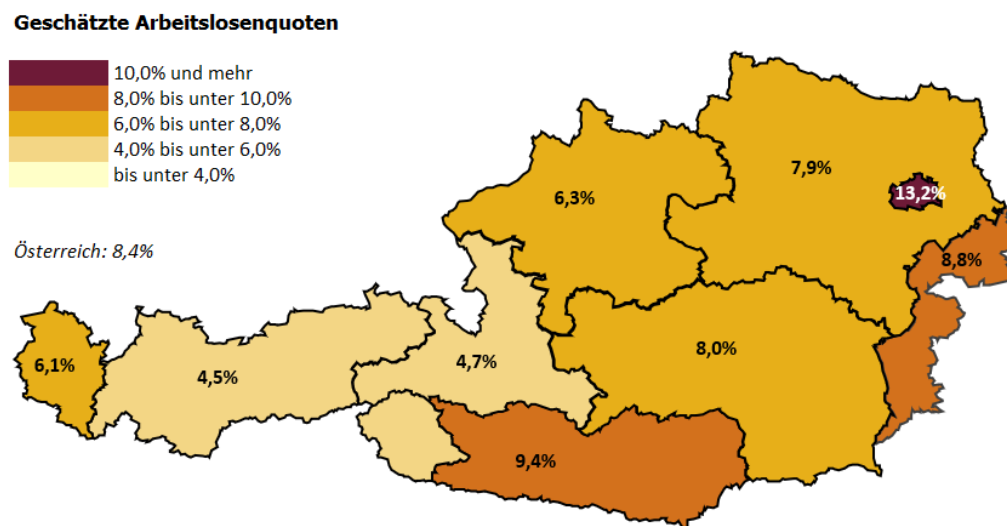 Geschätzte Arbeitslosenquoten
10,0% und mehr
8,0% bis unter 10,0%
6,0% bis unter 8,0%
4,0% bis unter 6,0%
bis unter 4,0%
Österreich: 8,4%
6,3%
7,9%
13,2%
8,8%
6,1%
4,5%
4,7%
8,0%
9,4%